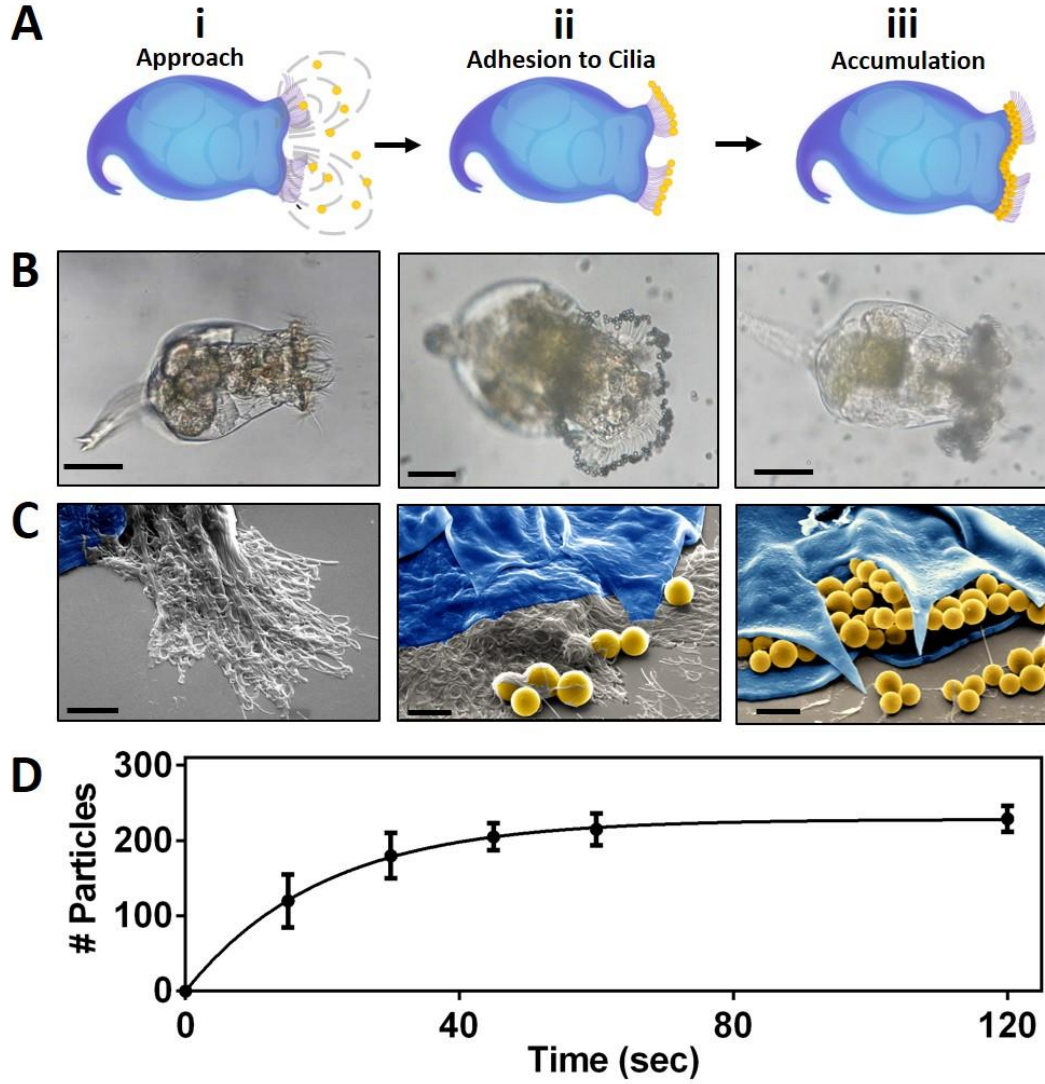 A
i
Approach
ii
Adhesion to Cilia
iii
Accumulation
B
C
D
300
200
100
0
# Particles
0
40
80
120
Time (sec)